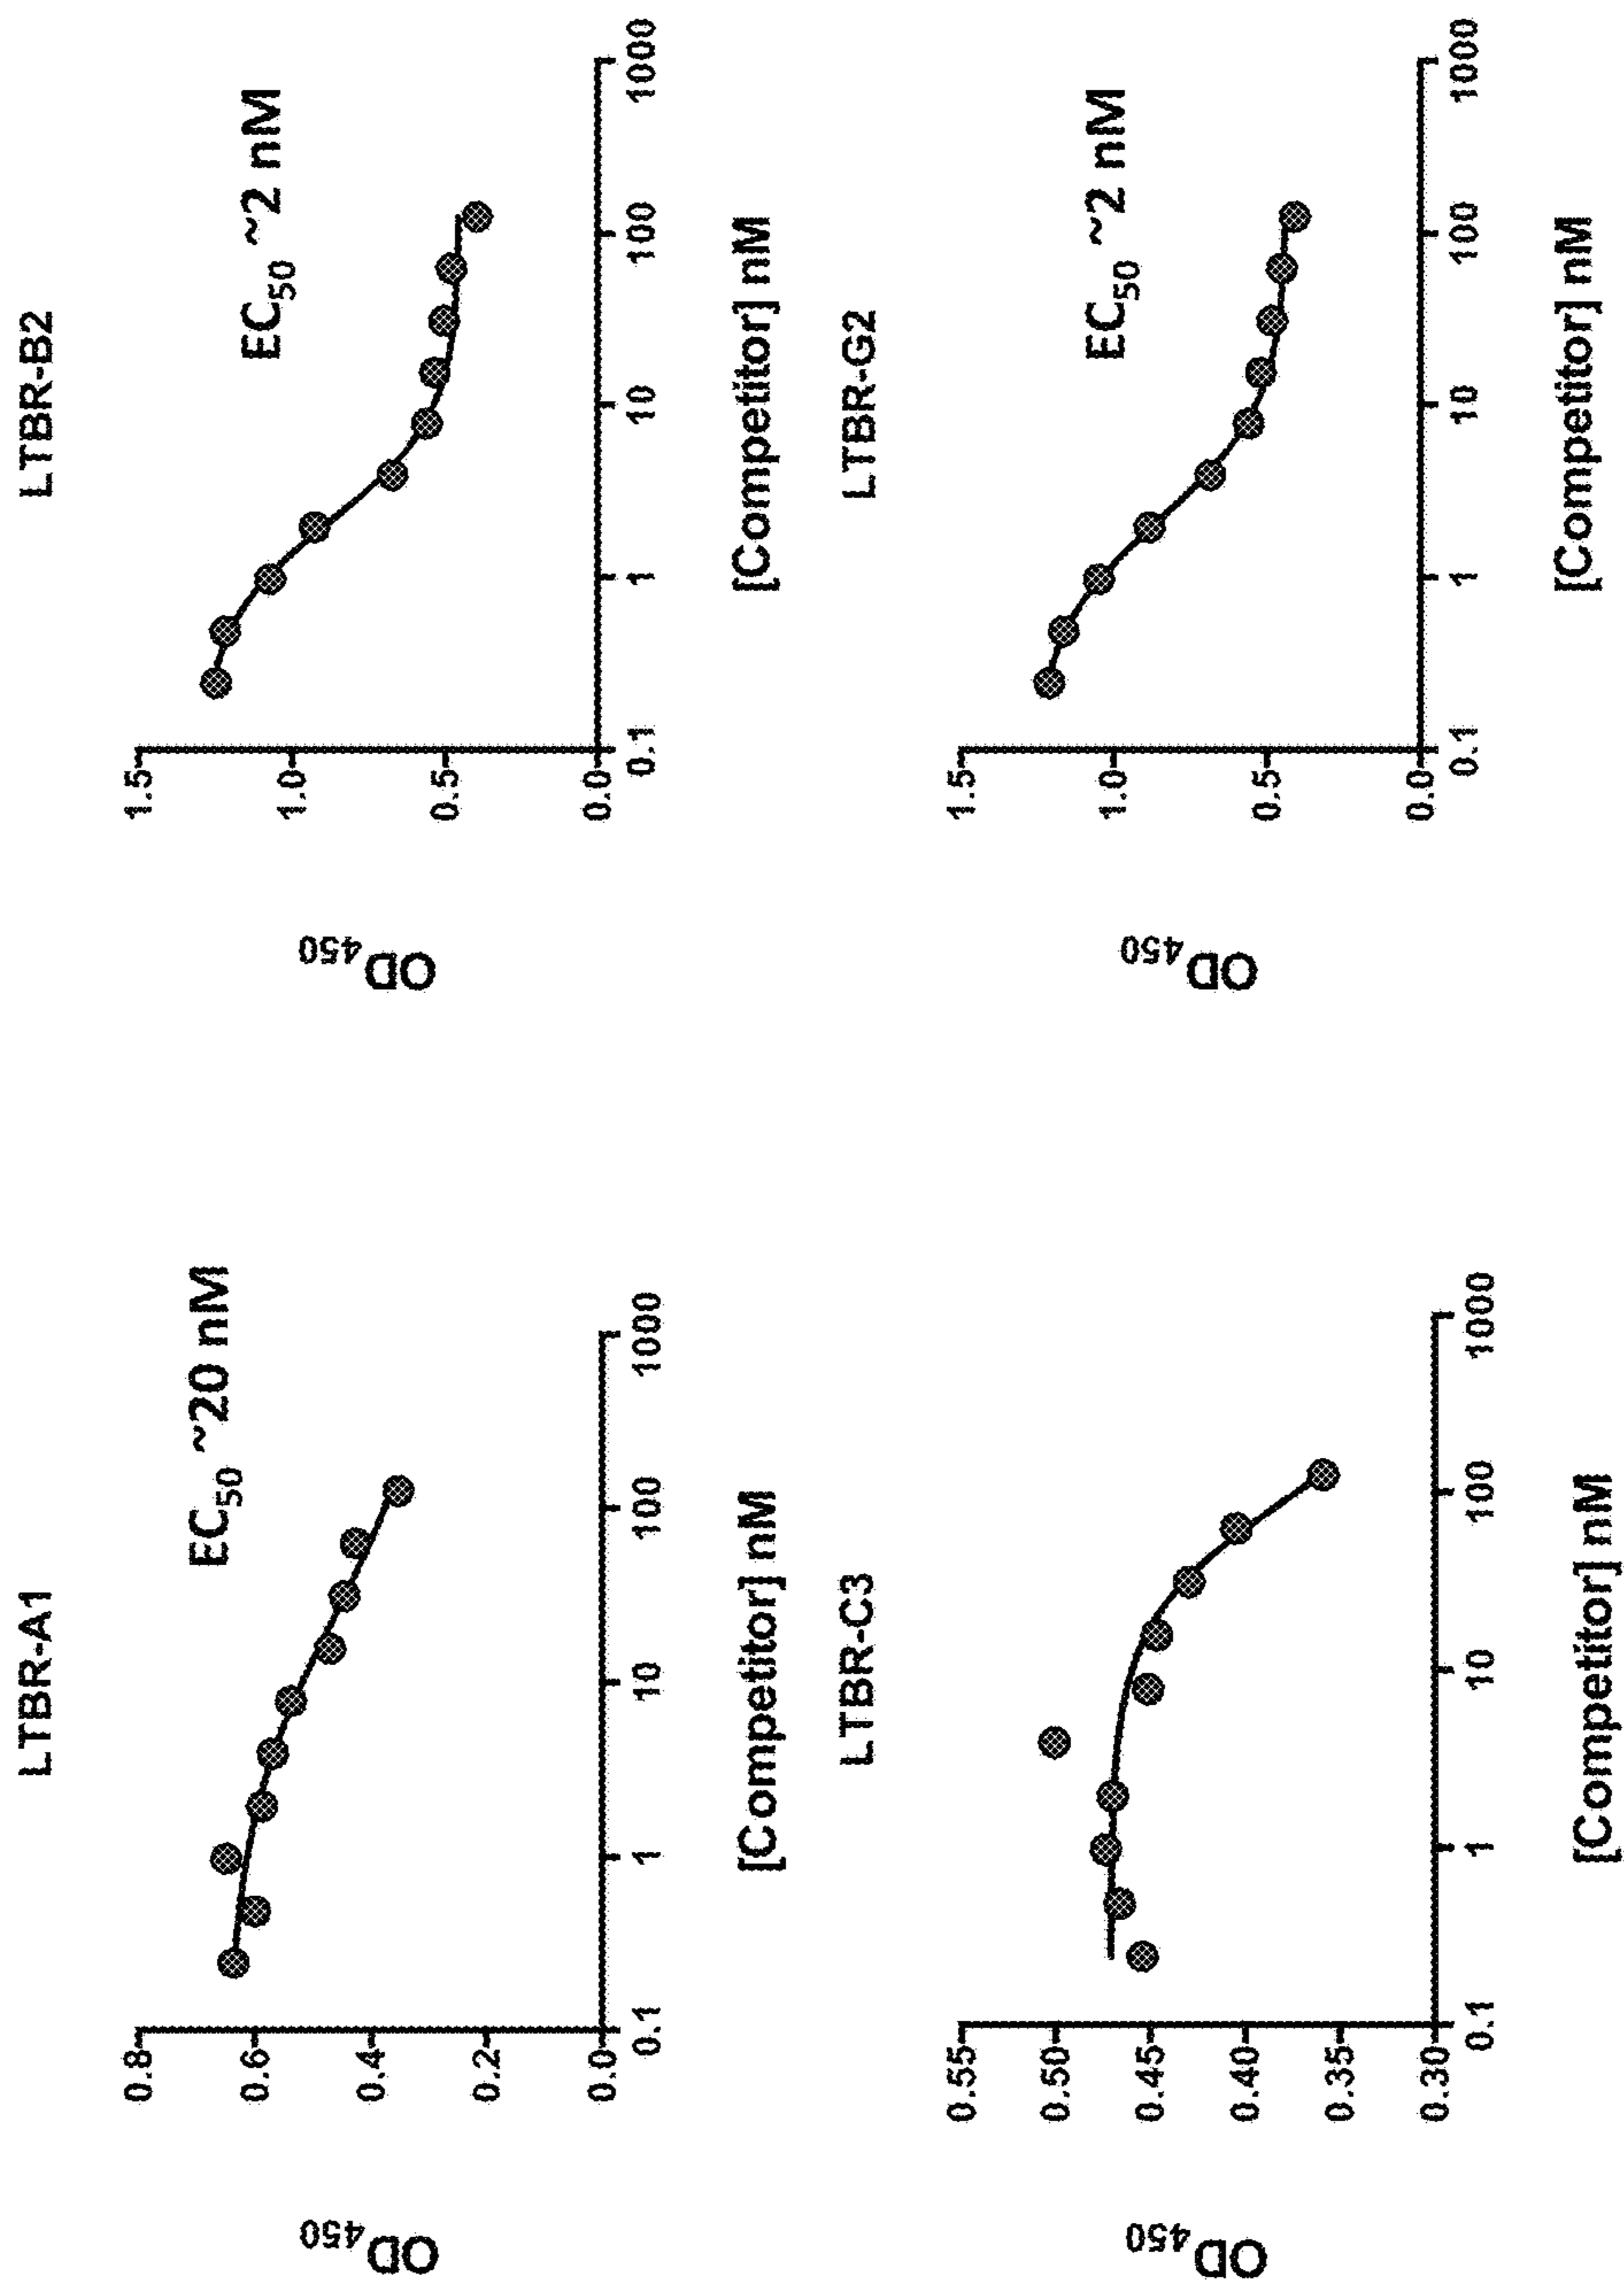 LTBR-A1
EC50 ~20 nM
OD450
0.8
0.6
0.4
0.2
0.0
0.1
1
10
100
1000
[Competitor] nM
LTBR-B2
EC50 ~2 nM
OD450
1.5
1.0
0.5
0.0
0.1
1
10
100
1000
[Competitor] nM
LTBR-C3
OD450
0.55
0.50
0.45
0.40
0.35
0.30
0.1
1
10
100
1000
[Competitor] nM
LTBR-G2
EC50 ~2 nM
OD450
1.5
1.0
0.5
0.0
0.1
1
10
100
1000
[Competitor] nM